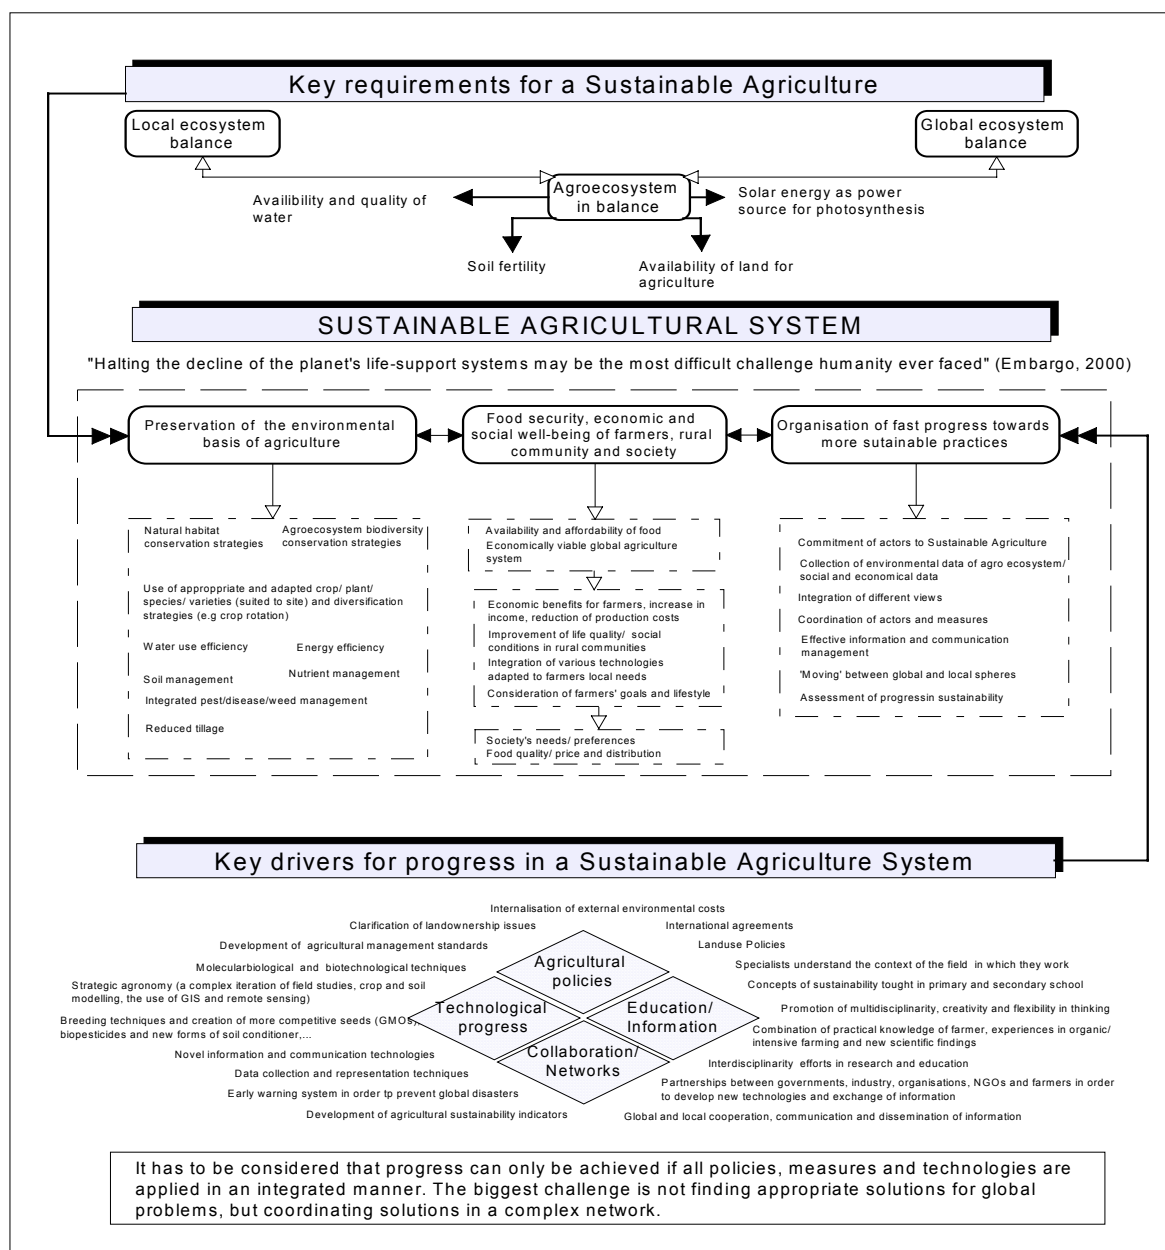 Key requirements for a Sustainable Agriculture
Local ecosystem
balance
Global ecosystem
balance
Agroecosystem
in balance
Availibility and quality of
water
Solar energy as power
source for photosynthesis
Soil fertility
Availability of land for
agriculture
SUSTAINABLE AGRICULTURAL SYSTEM
"Halting the decline of the planet's life-support systems may be the most difficult challenge humanity ever faced" (Embargo, 2000)
Preservation of the environmental
basis of agriculture
Food security, economic and
social well-being of farmers, rural
community and society
Organisation of fast progress towards
more sutainable practices
Natural habitat
conservation strategies
Agroecosystem biodiversity
conservation strategies
Use of approppriate and adapted crop/ plant/
species/ varieties (suited to site) and diversification
strategies (e.g crop rotation)
Water use efficiency
Energy efficiency
Soil management
Nutrient management
Integrated pest/disease/weed management
Reduced tillage
Availability and affordability of food
Economically viable global agriculture
system
Economic benefits for farmers, increase in
income, reduction of production costs
Improvement of life quality/ social
conditions in rural communities
Integration of various technologies
adapted to farmers local needs
Consideration of farmers' goals and lifestyle
Society's needs/ preferences
Food quality/ price and distribution
Commitment of actors to Sustainable Agriculture
Collection of environmental data of agro ecosystem/
social and economical data
Integration of different views
Coordination of actors and measures
Effective information and communication
management
'Moving' between global and local spheres
Assessment of progressin sustainability
Key drivers for progress in a Sustainable Agriculture System
Internalisation of external environmental costs
Clarification of landownership issues
International agreements
Development of agricultural management standards
Landuse Policies
Agricultural
policies
Molecularbiological and biotechnological techniques
Specialists understand the context of the field in which they work
Strategic agronomy (a complex iteration of field studies, crop and soil
modelling, the use of GIS and remote sensing)
Concepts of sustainability tought in primary and secondary school
Technological
progress
Education/
Information
Promotion of multidisciplinarity, creativity and flexibility in thinking
Breeding techniques and creation of more competitive seeds (GMOs),
biopesticides and new forms of soil conditioner,...
Combination of practical knowledge of farmer, experiences in organic/
intensive farming and new scientific findings
Collaboration/
Networks
Novel information and communication technologies
Interdisciplinarity efforts in research and education
Data collection and representation techniques
Partnerships between governments, industry, organisations, NGOs and farmers in order
to develop new technologies and exchange of information
Early warning system in order tp prevent global disasters
Development of agricultural sustainability indicators
Global and local cooperation, communication and dissemination of information
It has to be considered that progress can only be achieved if all policies, measures and technologies are
applied in an integrated manner. The biggest challenge is not finding appropriate solutions for global
problems, but coordinating solutions in a complex network.